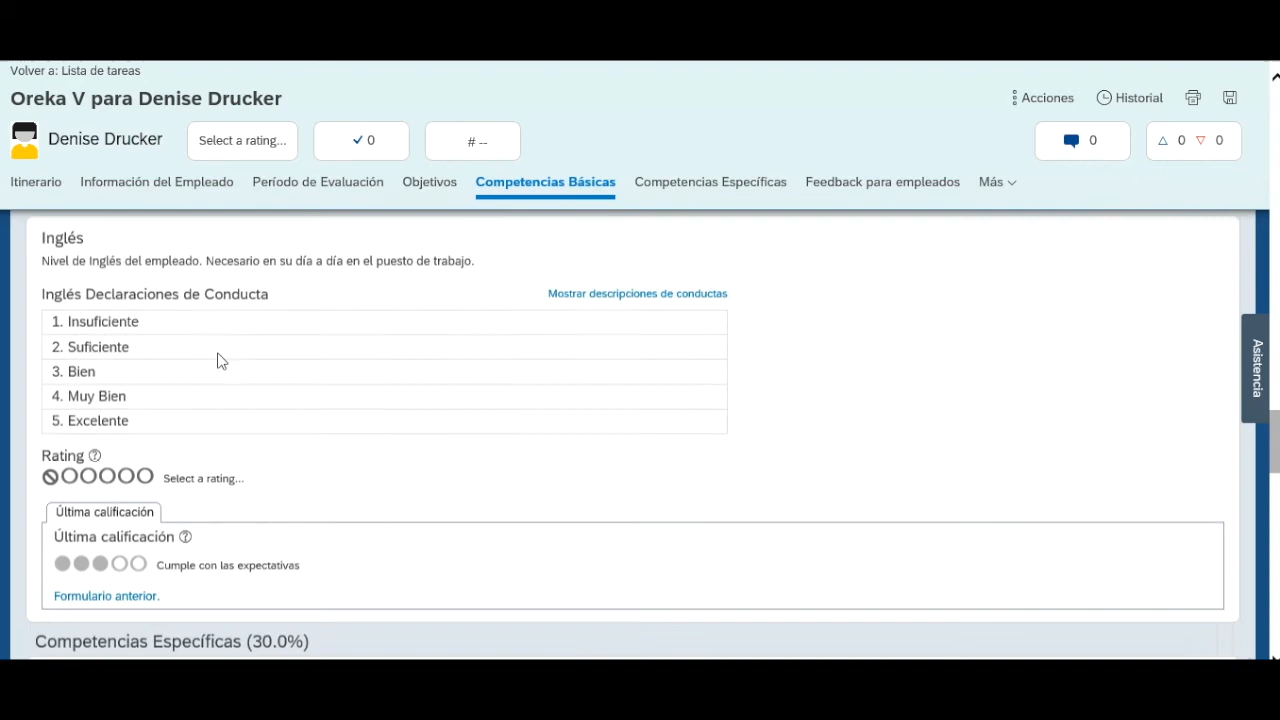 Volver a: Lista de tareas
Oreka V para Denise Drucker
Acciones
Historial
Denise Drucker
Select a rating...
0
# --
0
0
0
Itinerario
Información del Empleado
Período de Evaluación
Objetivos
Competencias Básicas
Competencias Específicas
Feedback para empleados
Más
Inglés
Nivel de Inglés del empleado. Necesario en su día a día en el puesto de trabajo.
Inglés Declaraciones de Conducta
Mostrar descripciones de conductas
1. Insuficiente
2. Suficiente
3. Bien
4. Muy Bien
5. Excelente
Asistencia
Rating
Select a rating...
Última calificación
Última calificación
Cumple con las expectativas
Formulario anterior.
Competencias Específicas (30.0%)